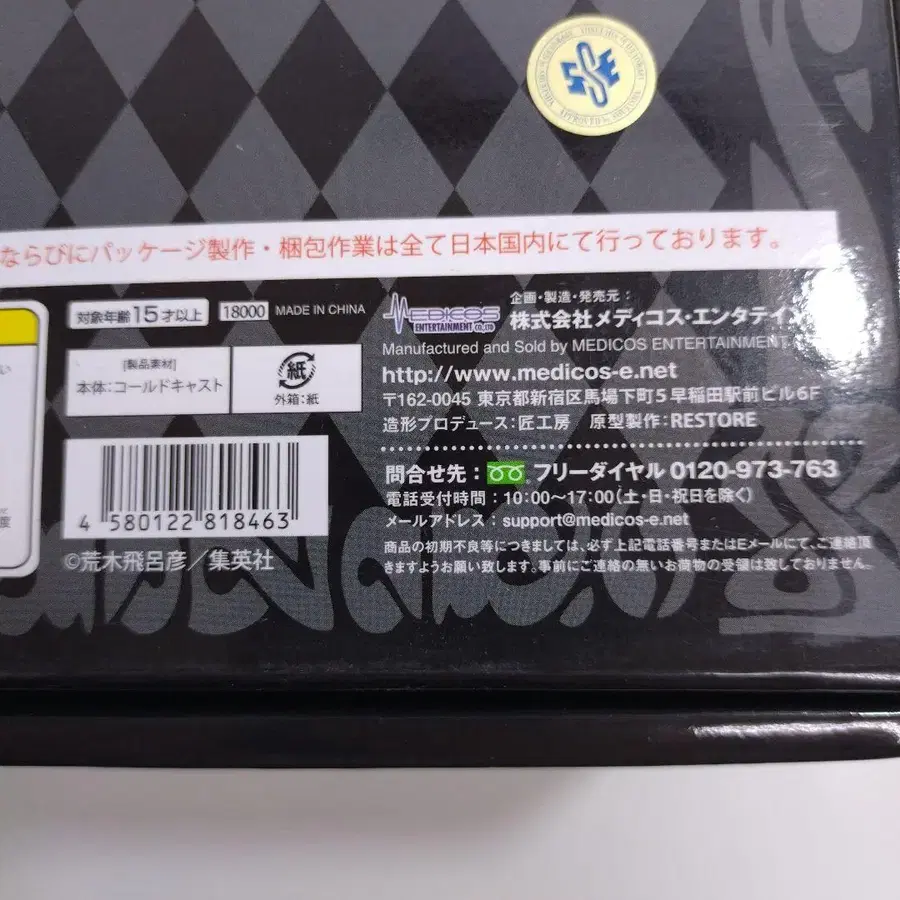 SE
APPROVED by SHUEISHA
ならびにパッケージ製作・梱包作業は全て日本国内にて行っております。
対象年齢15才以上 18000 MADE IN CHINA
[製品素材]
本体:コールドキャスト
紙
外箱:紙
4 580122 818463
©荒木飛呂彦/集英社
MEDICOS
ENTERTAINMENT CO.,LTD
企画・製造・発売元:
株式会社メディコス・エンタテイ
Manufactured and Sold by MEDICOS ENTERTAINMENT
http://www.medicos-e.net
〒162-0045 東京都新宿区馬場下町5 早稲田駅前ビル6F
造形プロデュース:匠工房 原型製作:RESTORE
問合せ先: フリーダイヤル 0120-973-763
電話受付時間:10:00〜17:00(土・日・祝日を除く)
メールアドレス:support@medicos-e.net
商品の初期不良等につきましては、必ず上記電話番号またはEメールにて、ご連絡頂
きますようお願い致します。事前にご連絡の無いお荷物の受領は致しておりません。
い
度